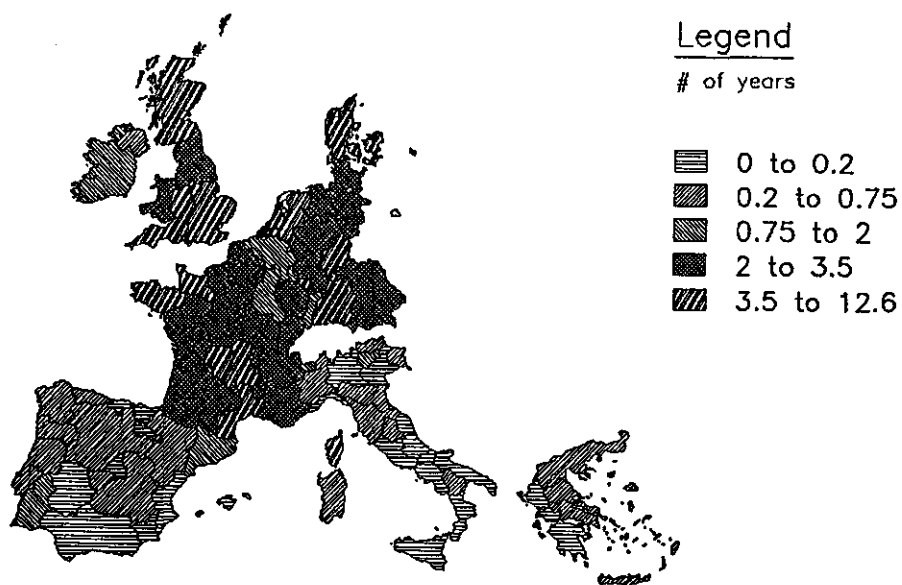 Legend
# of years
0 to 0.2
0.2 to 0.75
0.75 to 2
2 to 3.5
3.5 to 12.6